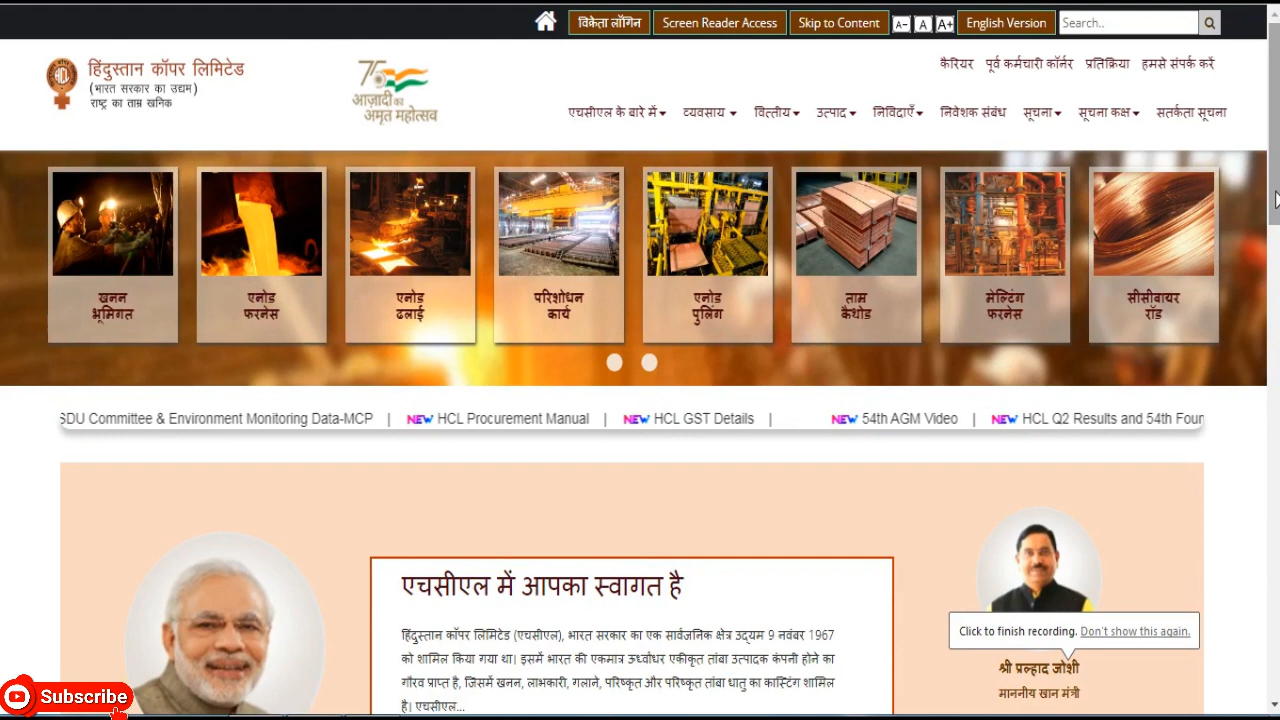 विक्रेता लॉगिन Screen Reader Access Skip to Content A- A A+ English Version Search..
HCL
हिंदुस्तान कॉपर लिमिटेड
(भारत सरकार का उद्यम)
राष्ट्र का ताम्र खनिक
75
आज़ादी का
अमृत महोत्सव
कैरियर पूर्व कर्मचारी कॉर्नर प्रतिक्रिया हमसे संपर्क करें
एचसीएल के बारे में व्यवसाय वित्तीय उत्पाद निविदाएँ निवेशक संबंध सूचना सूचना कक्ष सतर्कता सूचना
खनन
भूमिगत
एनोड
फरनेस
एनोड
ढलाई
परिशोधन
कार्य
एनोड
पुलिंग
ताम
कैथोड
मेल्टिंग
फरनेस
सीसीवायर
रॉड
SDU Committee & Environment Monitoring Data-MCP | NEW HCL Procurement Manual | NEW HCL GST Details | NEW 54th AGM Video | NEW HCL Q2 Results and 54th Four
एचसीएल में आपका स्वागत है
हिंदुस्तान कॉपर लिमिटेड (एचसीएल), भारत सरकार का एक सार्वजनिक क्षेत्र उद्यम 9 नवंबर 1967
को शामिल किया गया था। इसमें भारत की एकमात्र ऊर्ध्वाधर एकीकृत तांबा उत्पादक कंपनी होने का
गौरव प्राप्त है, जिसमें खनन, लाभकारी, गलाने, परिष्कृत और परिष्कृत तांबा धातु का कास्टिंग शामिल
है। एचसीएल...
Click to finish recording. Don't show this again.
श्री प्रल्हाद जोशी
माननीय खान मंत्री
Subscribe